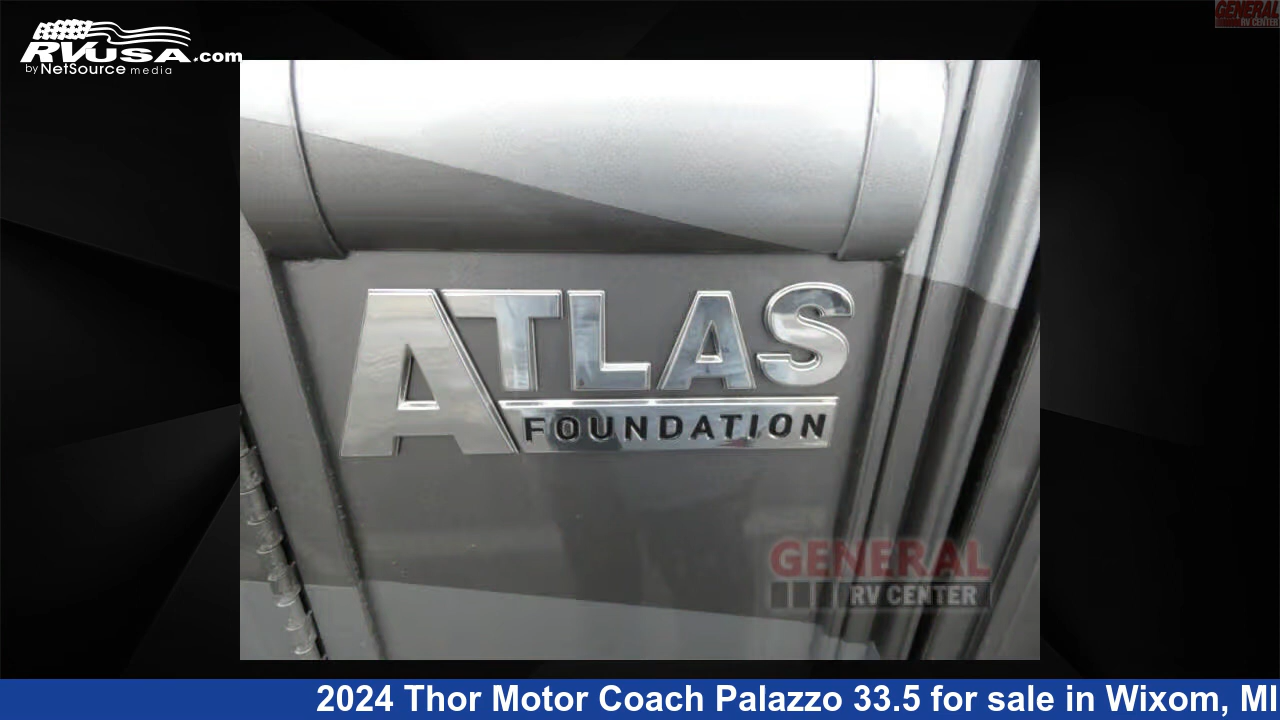 GENERAL
RV CENTER
RVUSA.com
by NetSource media
ATLAS
FOUNDATION
GENERAL
RV CENTER
2024 Thor Motor Coach Palazzo 33.5 for sale in Wixom, MI